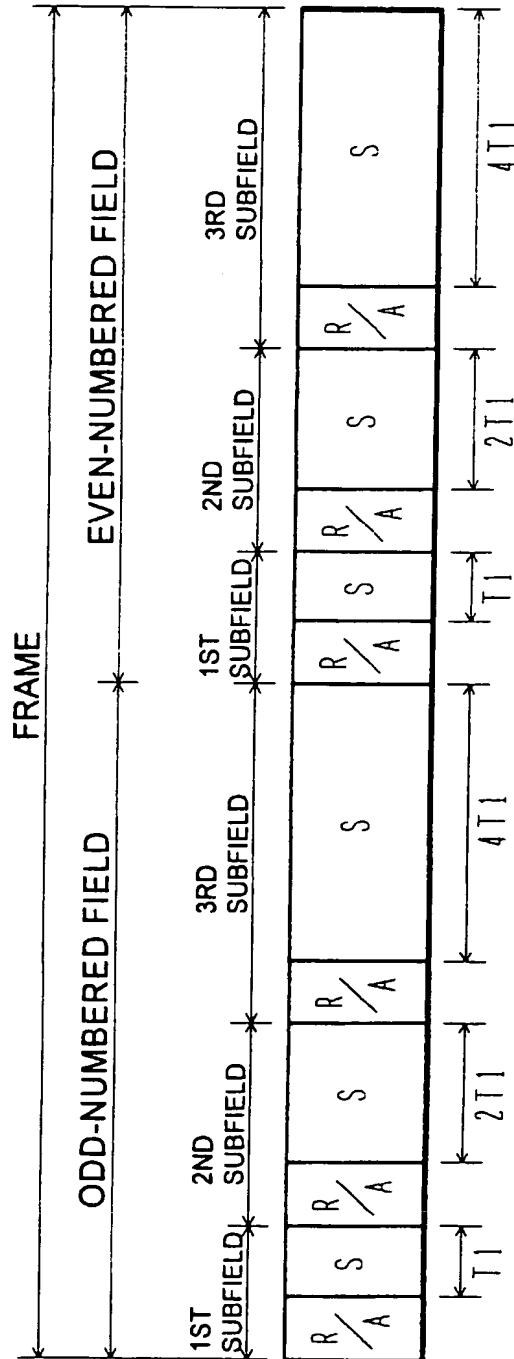 FRAME
ODD-NUMBERED FIELD
EVEN-NUMBERED FIELD
1ST
SUBFIELD
2ND
SUBFIELD
3RD
SUBFIELD
1ST
SUBFIELD
2ND
SUBFIELD
3RD
SUBFIELD
R/A
S
R/A
S
R/A
S
R/A
S
R/A
S
R/A
S
T1
2T1
4T1
T1
2T1
4T1